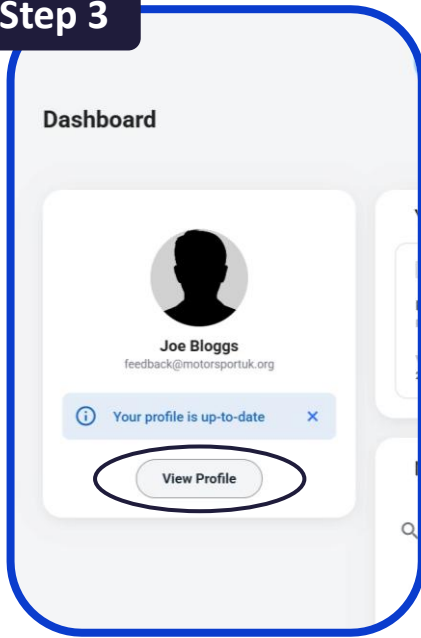 Step 3
Dashboard
Joe Bloggs
feedback@motorsportuk.org
Your profile is up-to-date
View Profile